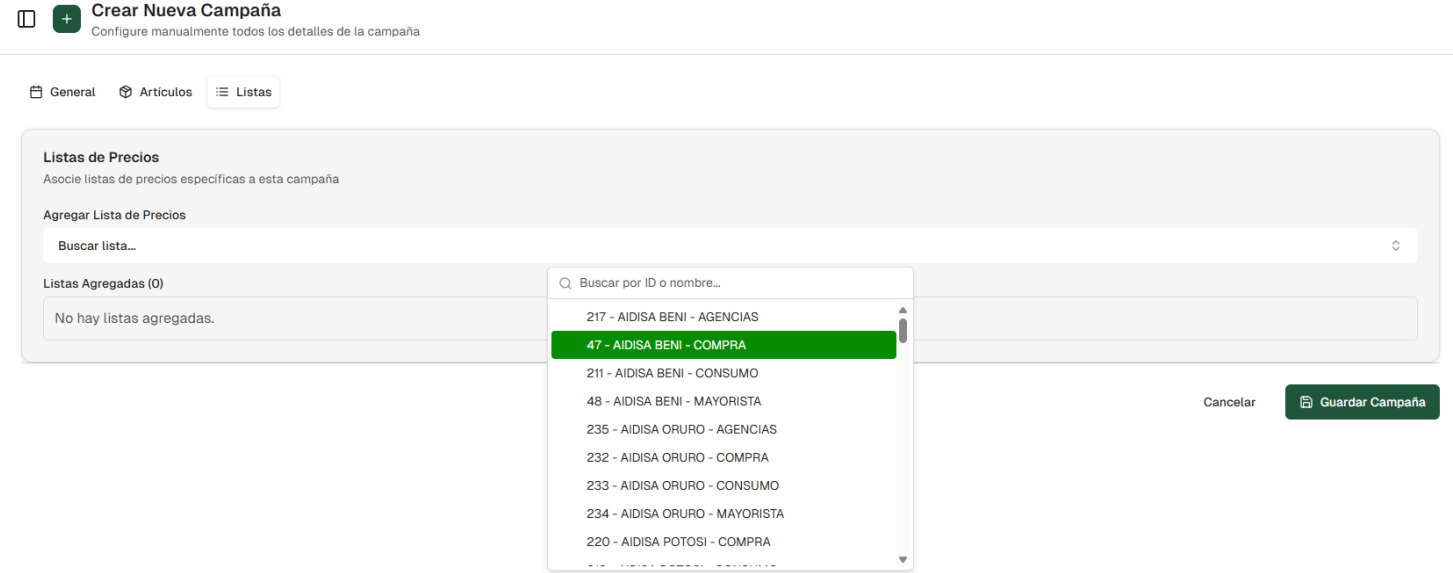 Crear Nueva Campaña
Configure manualmente todos los detalles de la campaña
General
Artículos
Listas
Listas de Precios
Asocie listas de precios específicas a esta campaña
Agregar Lista de Precios
Buscar lista...
Listas Agregadas (0)
No hay listas agregadas.
Buscar por ID o nombre...
217 - AIDISA BENI - AGENCIAS
47 - AIDISA BENI - COMPRA
211 - AIDISA BENI - CONSUMO
48 - AIDISA BENI - MAYORISTA
235 - AIDISA ORURO - AGENCIAS
232 - AIDISA ORURO - COMPRA
233 - AIDISA ORURO - CONSUMO
234 - AIDISA ORURO - MAYORISTA
220 - AIDISA POTOSI - COMPRA
Cancelar
Guardar Campaña